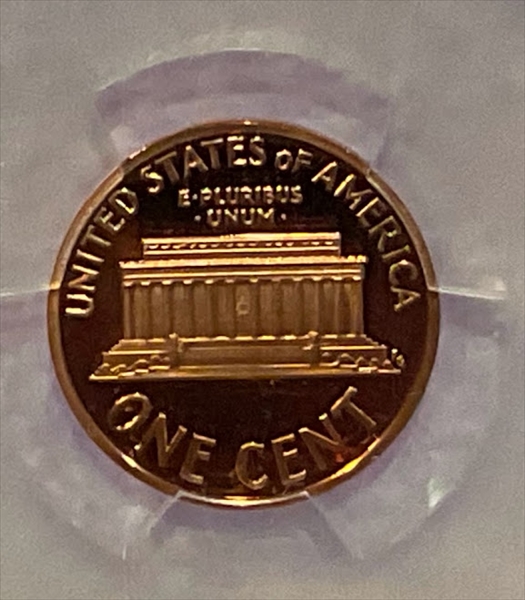 UNITED STATES OF AMERICA
E·PLURIBUS
·UNUM·
ONE CENT